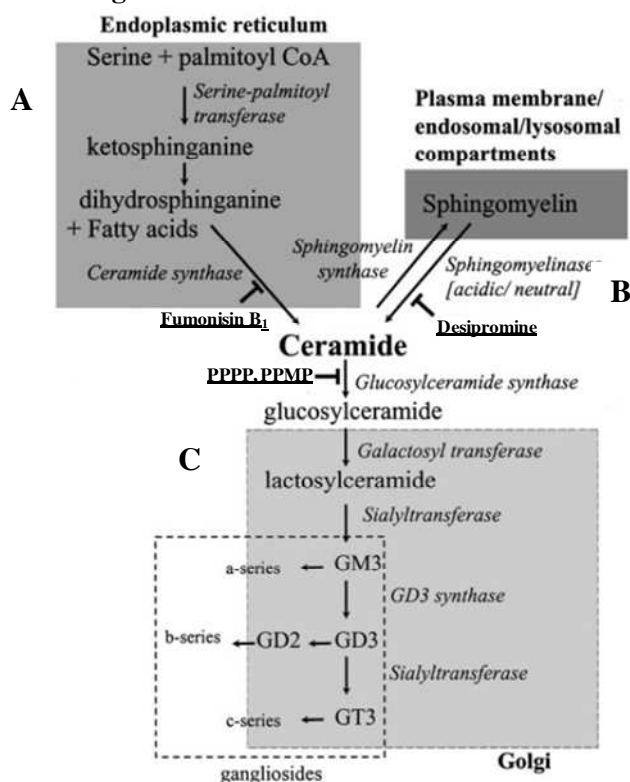 Endoplasmic reticulum
Serine + palmitoyl CoA
A
Serine-palmitoyl
transferase
ketosphinganine
dihydrosphinganine
+ Fatty acids
Ceramide synthase
Fumonisin B1
Plasma membrane/
endosomal/lysosomal
compartments
Sphingomyelin
Sphingomyelin
synthase
Sphingomyelinase
[acidic/ neutral]
B
Desipromine
Ceramide
PPPP,PPMP
Glucosylceramide synthase
glucosylceramide
C
Galactosyl transferase
lactosylceramide
Sialyltransferase
a-series
GM3
GD3 synthase
b-series
GD2
GD3
Sialyltransferase
c-series
GT3
Golgi
gangliosides